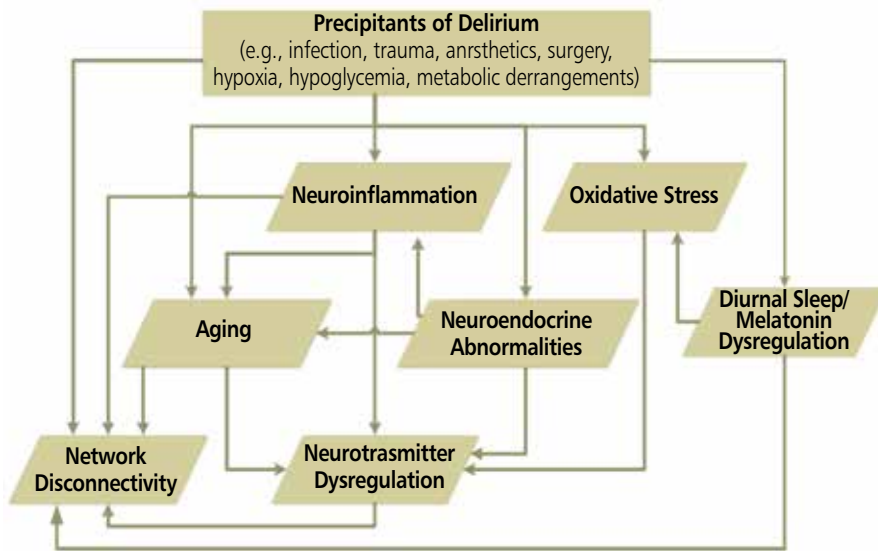 Precipitants of Delirium
(e.g., infection, trauma, anrsthetics, surgery,
hypoxia, hypoglycemia, metabolic derrangements)
Neuroinflammation
Oxidative Stress
Aging
Neuroendocrine
Abnormalities
Diurnal Sleep/
Melatonin
Dysregulation
Network
Disconnectivity
Neurotrasmitter
Dysregulation